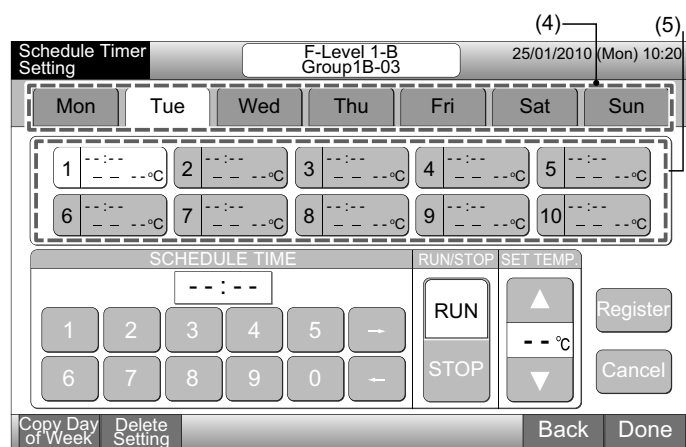 (4) (5)
Schedule Timer
Setting
F-Level 1-B
Group1B-03
25/01/2010 (Mon) 10:20
Mon Tue Wed Thu Fri Sat Sun
1 --:-- 2 --:-- 3 --:-- 4 --:-- 5 --:--
– – --°C – – --°C – – --°C – – --°C – – --°C
6 --:-- 7 --:-- 8 --:-- 9 --:-- 10 --:--
– – --°C – – --°C – – --°C – – --°C – – --°C
SCHEDULE TIME RUN/STOP SET TEMP.
--:--
1 2 3 4 5 →
6 7 8 9 0 ←
RUN
STOP
▲
-- °C
▼
Register
Cancel
Copy Day
of Week
Delete
Setting
Back Done